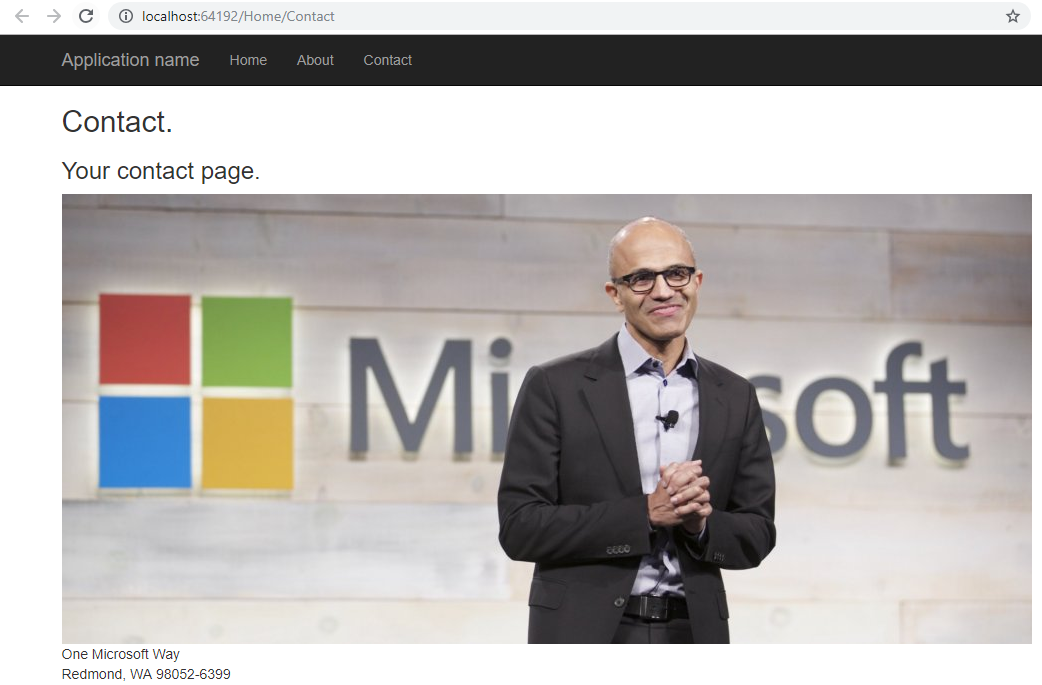 localhost:64192/Home/Contact
Application name Home About Contact
Contact.
Your contact page.
Mi soft
One Microsoft Way
Redmond, WA 98052-6399